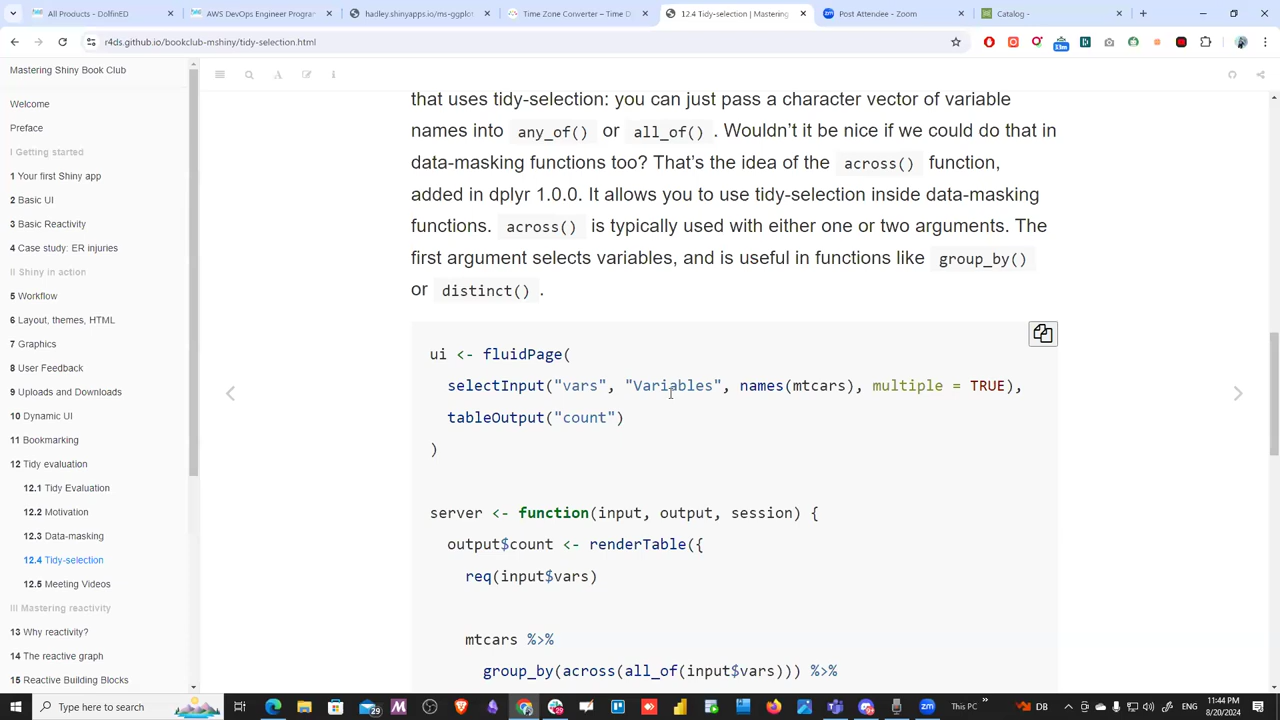 All Products - DolfinED
AWS DevOps Engineer Progra
hadley.shinyapps.io/ms-ggplot
Time Zone Converter – Time D
12.4 Tidy-selection | Mastering
Post Attendee - Zoom
Catalog -
r4ds.github.io/bookclub-mshiny/tidy-selection.html
Mastering Shiny Book Club
Welcome
Preface
I Getting started
1 Your first Shiny app
2 Basic UI
3 Basic Reactivity
4 Case study: ER injuries
II Shiny in action
5 Workflow
6 Layout, themes, HTML
7 Graphics
8 User Feedback
9 Uploads and Downloads
10 Dynamic UI
11 Bookmarking
12 Tidy evaluation
12.1 Tidy Evaluation
12.2 Motivation
12.3 Data-masking
12.4 Tidy-selection
12.5 Meeting Videos
III Mastering reactivity
13 Why reactivity?
14 The reactive graph
15 Reactive Building Blocks
that uses tidy-selection: you can just pass a character vector of variable
names into any_of() or all_of() . Wouldn’t it be nice if we could do that in
data-masking functions too? That’s the idea of the across() function,
added in dplyr 1.0.0. It allows you to use tidy-selection inside data-masking
functions. across() is typically used with either one or two arguments. The
first argument selects variables, and is useful in functions like group_by()
or distinct() .
ui <- fluidPage(
selectInput("vars", "Variables", names(mtcars), multiple = TRUE),
tableOutput("count")
)
server <- function(input, output, session) {
output$count <- renderTable({
req(input$vars)
mtcars %>%
group_by(across(all_of(input$vars))) %>%
Type here to search
29
This PC
DB
11:44 PM
8/20/2024